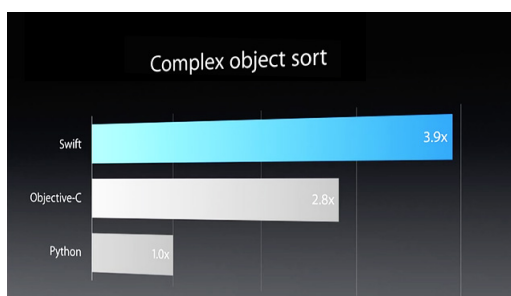 Complex object sort
Swift 3.9x
Objective-C 2.8x
Python 1.0x